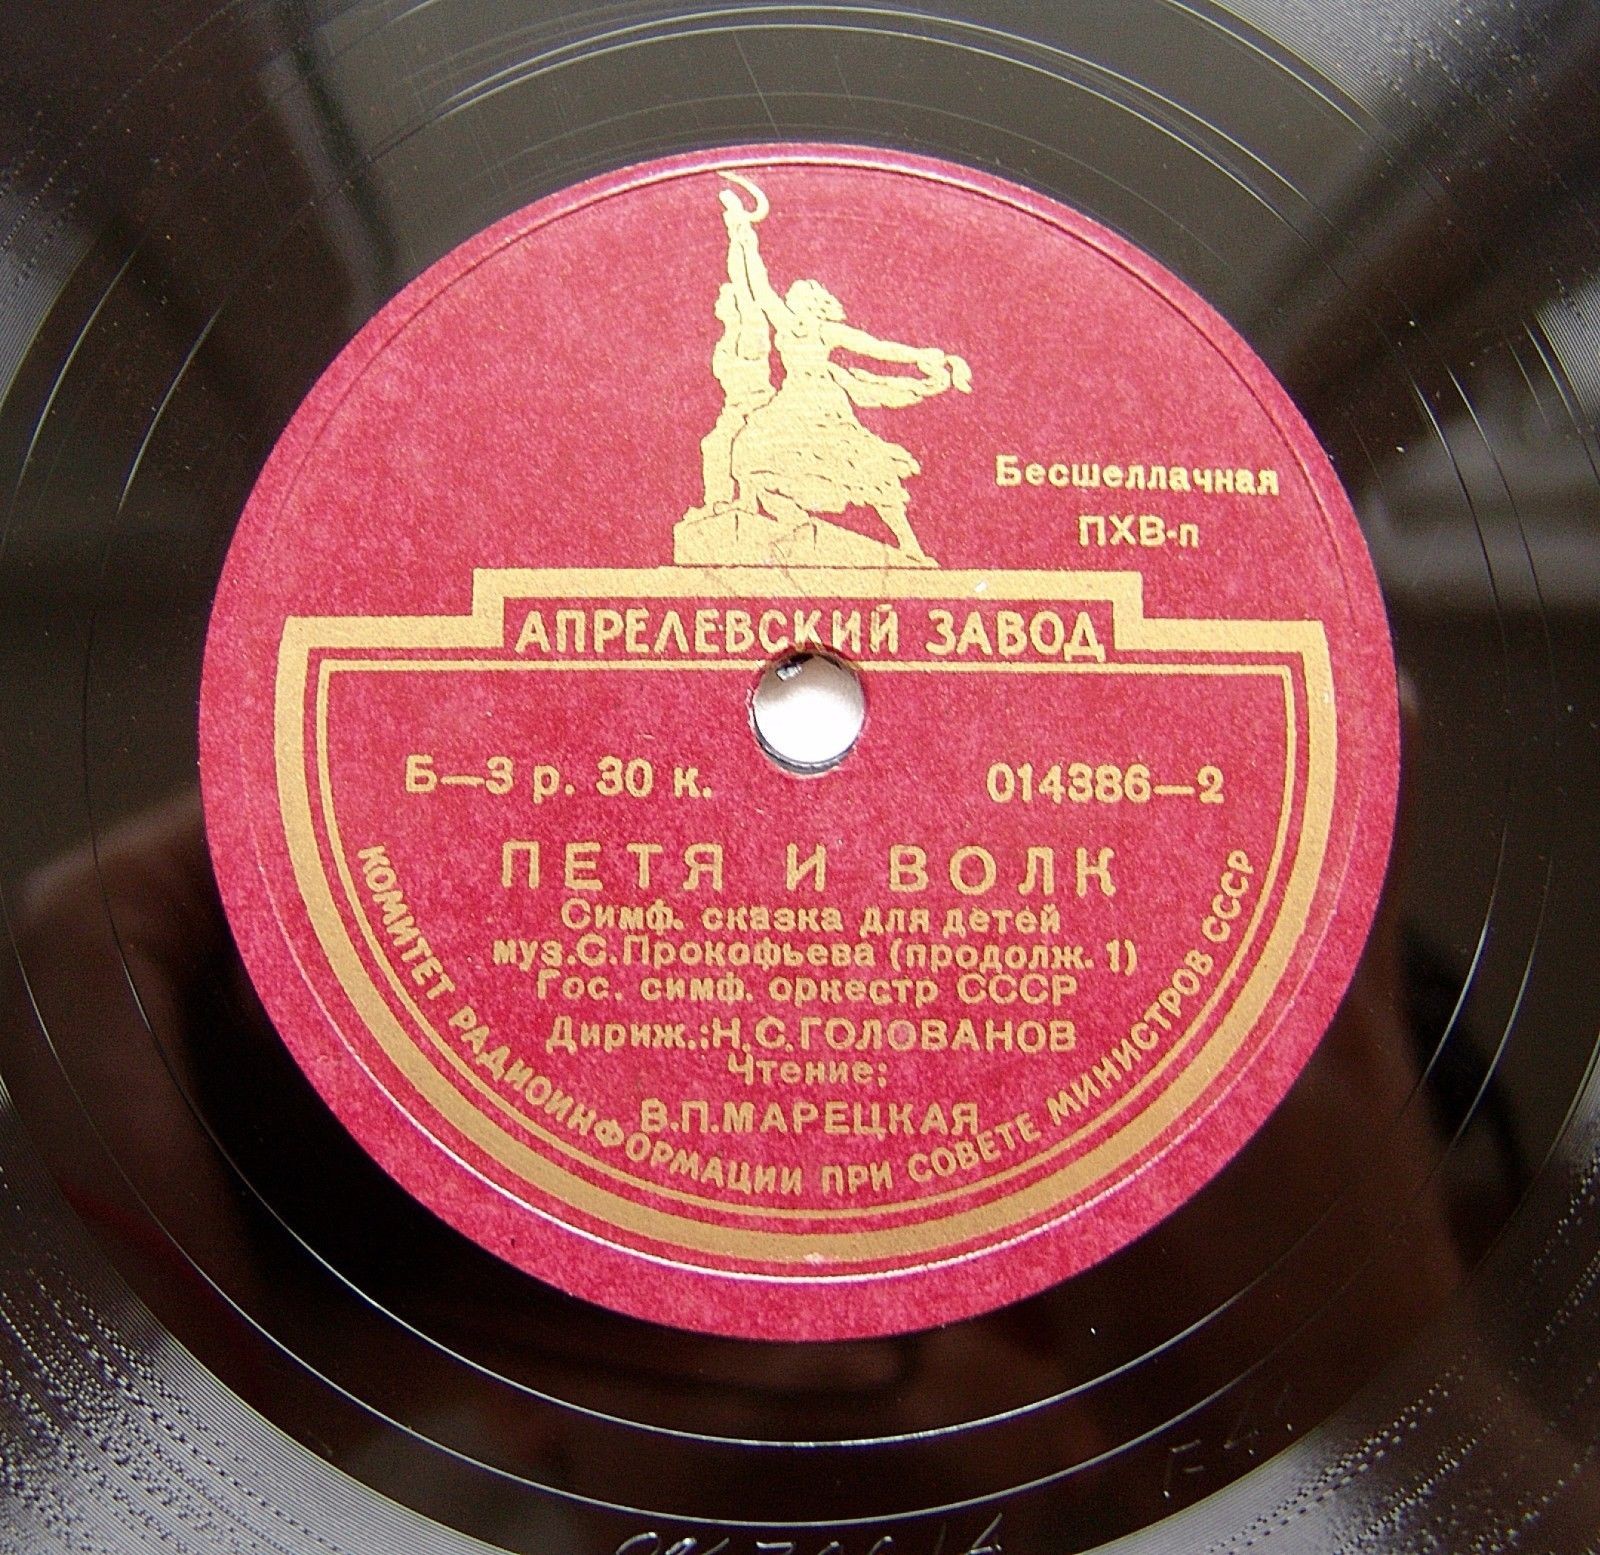 Бесшеллачная
ПХВ-п
АПРЕЛЕВСКИЙ ЗАВОД
Б—3 р. 30 к.
014386—2
ПЕТЯ И ВОЛК
Симф. сказка для детей
муз.С.Прокофьева (продолж. 1)
Гос. симф. оркестр СССР
Дириж.:Н.С.ГОЛОВАНОВ
Чтение:
В.П.МАРЕЦКАЯ
КОМИТЕТ РАДИОИНФОРМАЦИИ ПРИ СОВЕТЕ МИНИСТРОВ СССР